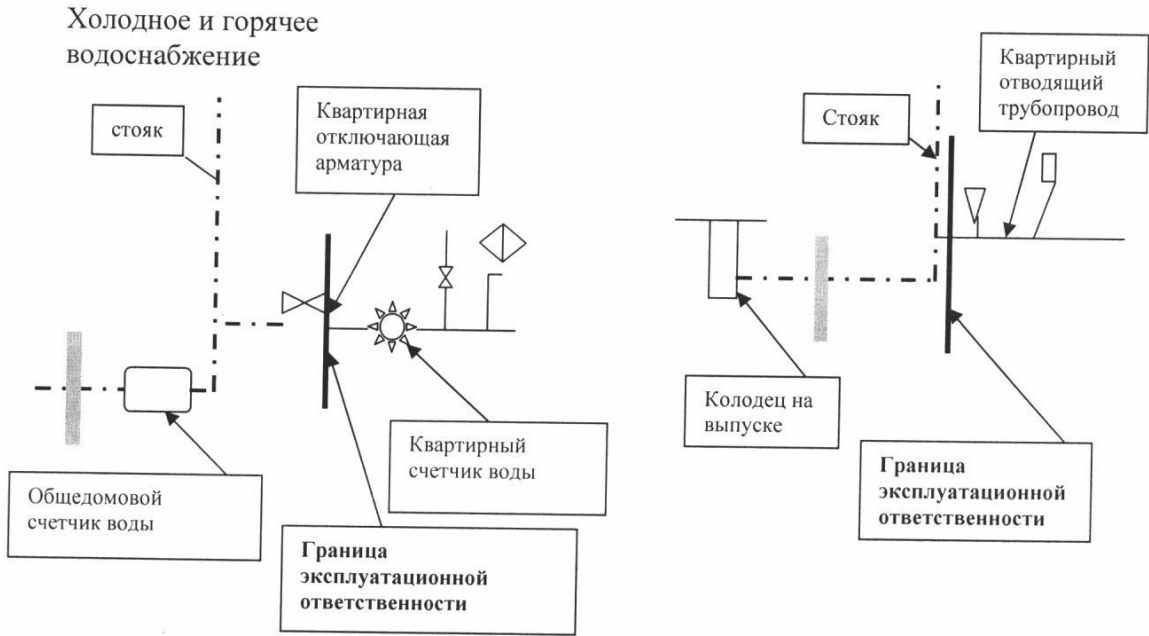 Холодное и горячее
водоснабжение
стояк
Квартирная
отключающая
арматура
Общедомовой
счетчик воды
Квартирный
счетчик воды
Граница
эксплуатационной
ответственности
Стояк
Квартирный
отводящий
трубопровод
Колодец на
выпуске
Граница
эксплуатационной
ответственности